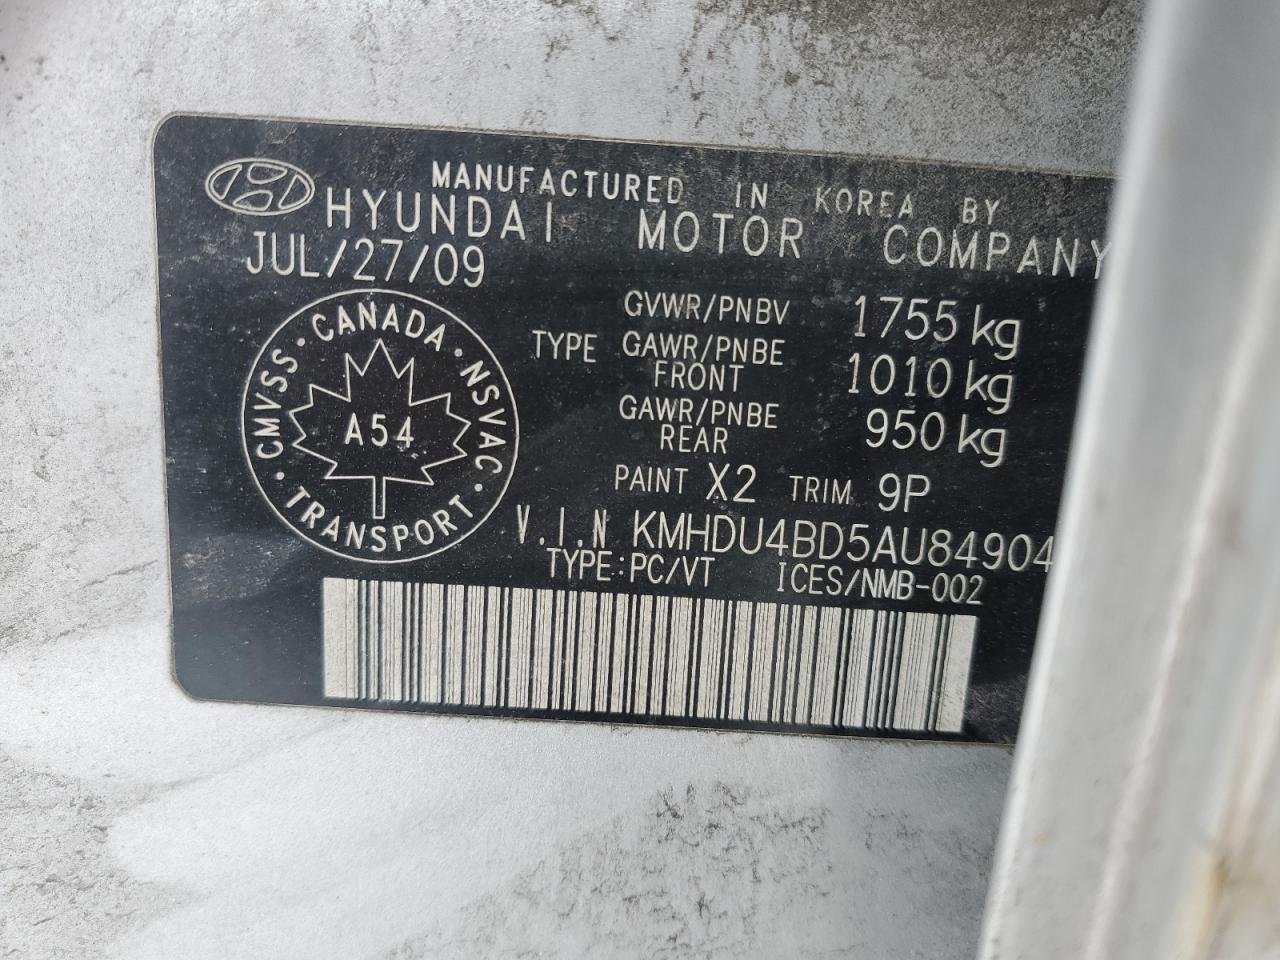 MANUFACTURED IN KOREA BY
HYUNDAI MOTOR COMPANY
JUL/27/09
GVWR/PNBV 1755 kg
TYPE GAWR/PNBE FRONT 1010 kg
GAWR/PNBE REAR 950 kg
PAINT X2 TRIM 9P
V.I.N KMHDU4BD5AU84904
TYPE:PC/VT ICES/NMB-002
CMVSS · CANADA · NSVAC · TRANSPORT ·
A54